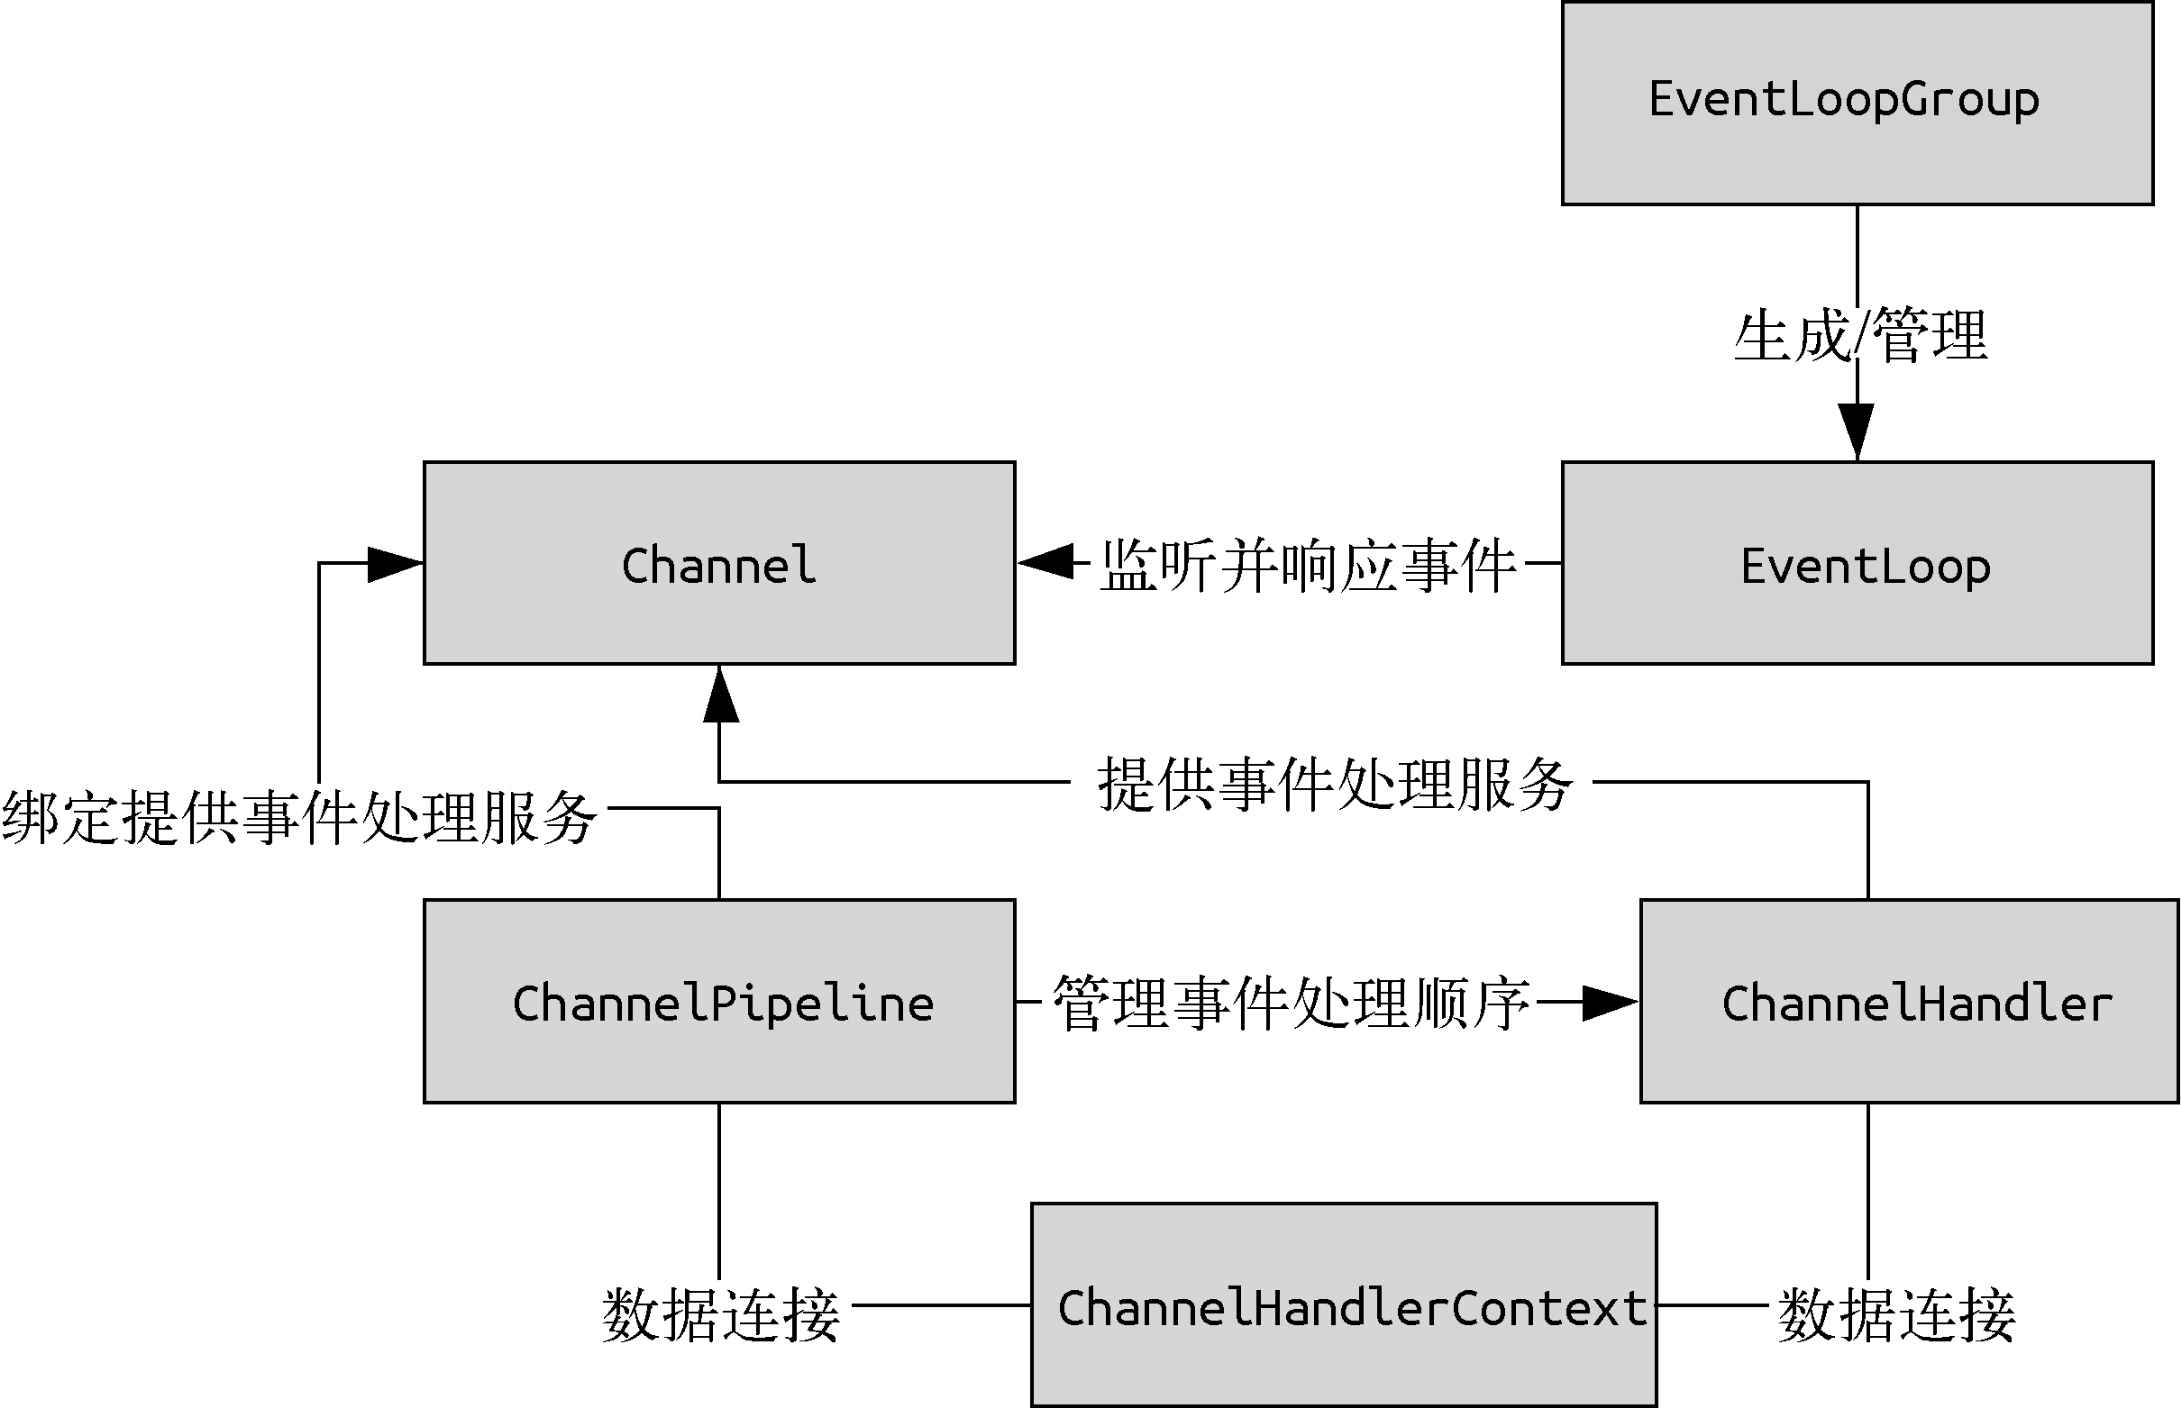 EventLoopGroup
生成/管理
Channel
监听并响应事件
EventLoop
提供事件处理服务
绑定提供事件处理服务
ChannelPipeline
管理事件处理顺序
ChannelHandler
数据连接
ChannelHandlerContext
数据连接